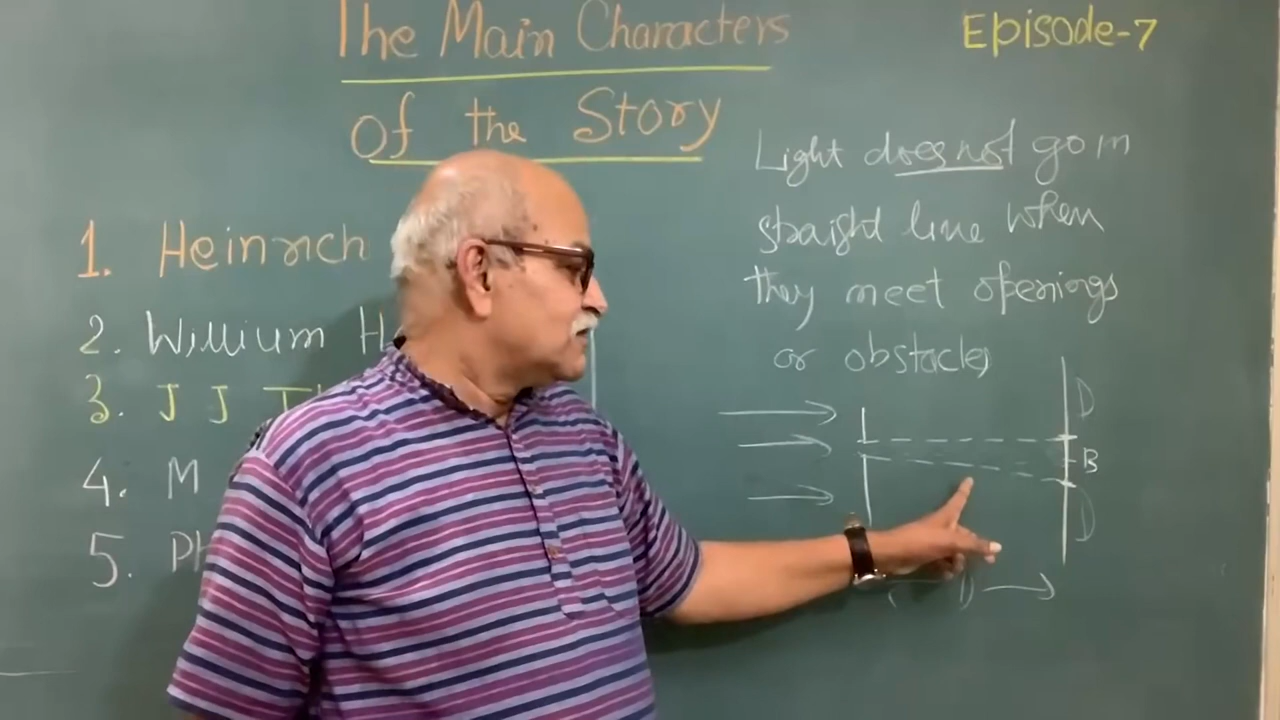 The Main Characters
of the Story
Episode-7
1. Heinrich
2. Willium H
3. J J
4. M
5. Ph
Light does not go in
straight line when
they meet openings
or obstacles
D
B
D
D